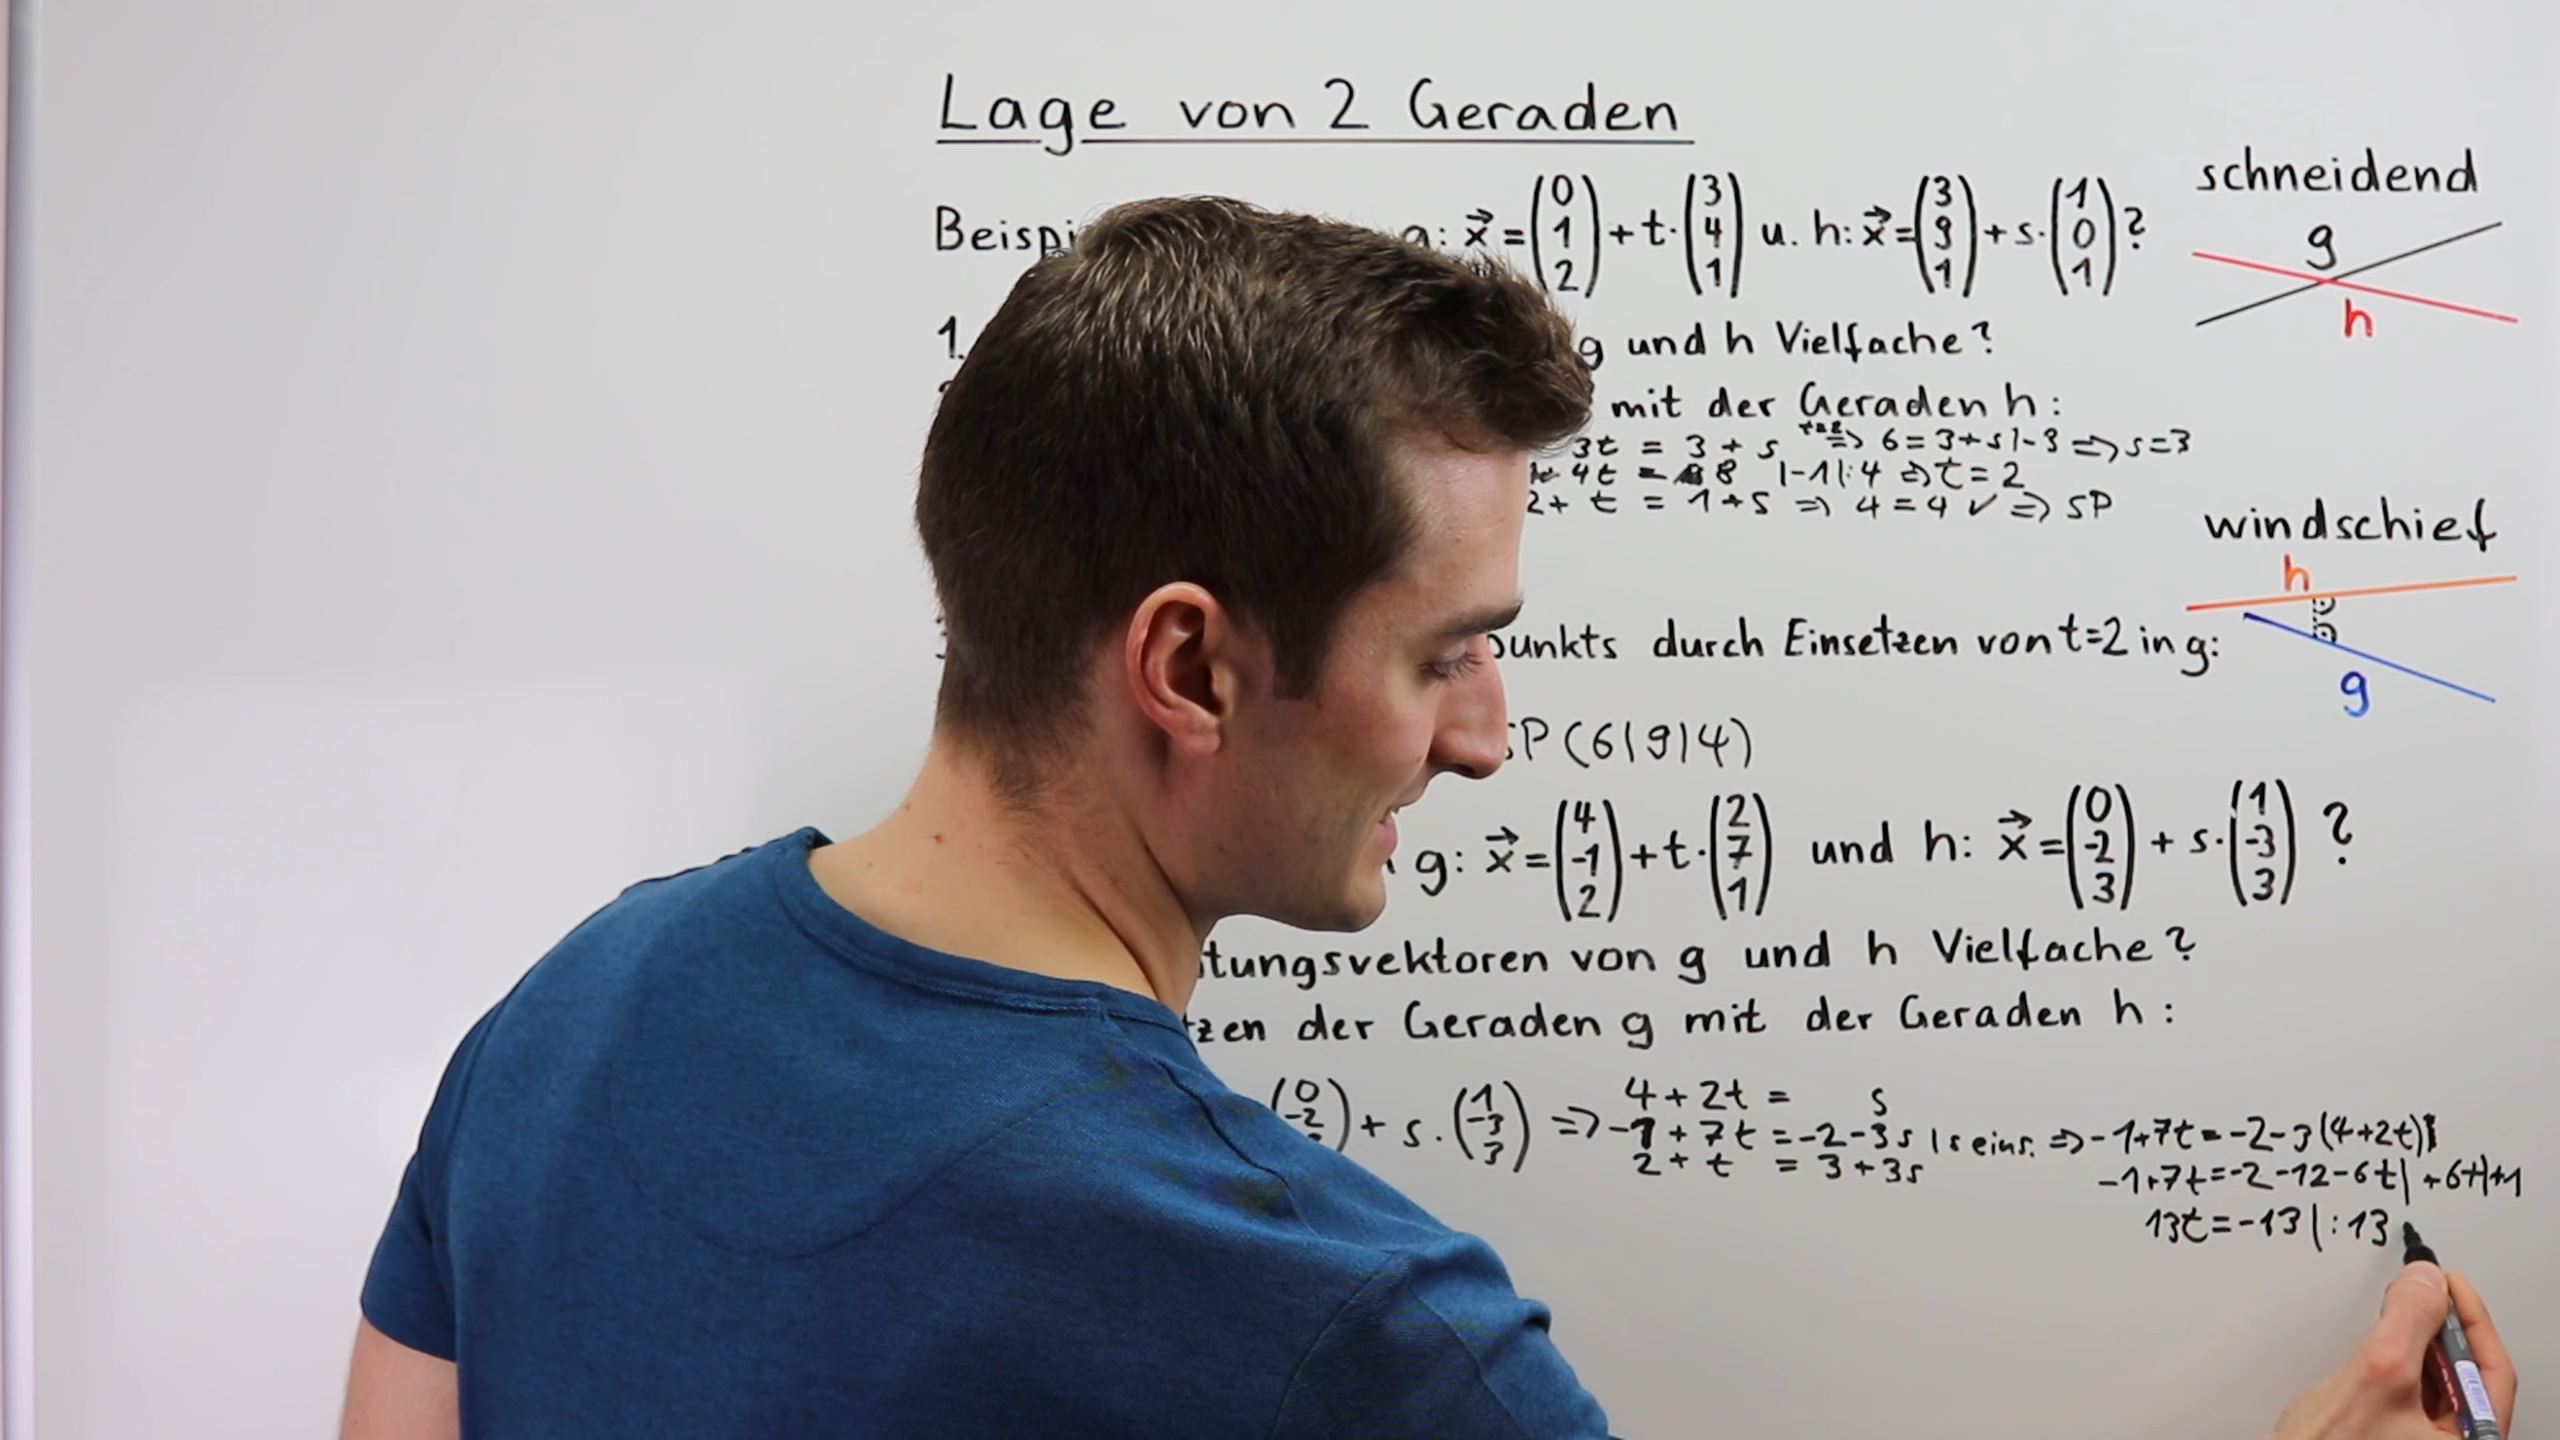 Lage von 2 Geraden
g: x⃗ = (0 1 2) + t · (3 4 1) u. h: x⃗ = (3 9 1) + s · (1 0 1) ?
1. g und h Vielfache?
mit der Geraden h:
3t = 3 + s t=2 => 6 = 3 + s |-3 => s = 3
4t = 8 |-1|:4 => t = 2
2 + t = 1 + s => 4 = 4 ✓ => SP
durch Einsetzen von t=2 in g:
SP (6|9|4)
g: x⃗ = (4 -1 2) + t · (2 7 1) und h: x⃗ = (0 -2 3) + s · (1 -3 3) ?
von g und h Vielfache?
der Geraden g mit der Geraden h:
+ s · (1 -3 3) => 4 + 2t = s
-1 + 7t = -2 - 3s | s eins. => -1+7t = -2-3(4+2t)
2 + t = 3 + 3s
-1+7t = -2-12-6t | +6t|+1
13t = -13 | :13
schneidend
g
h
windschief
h
g